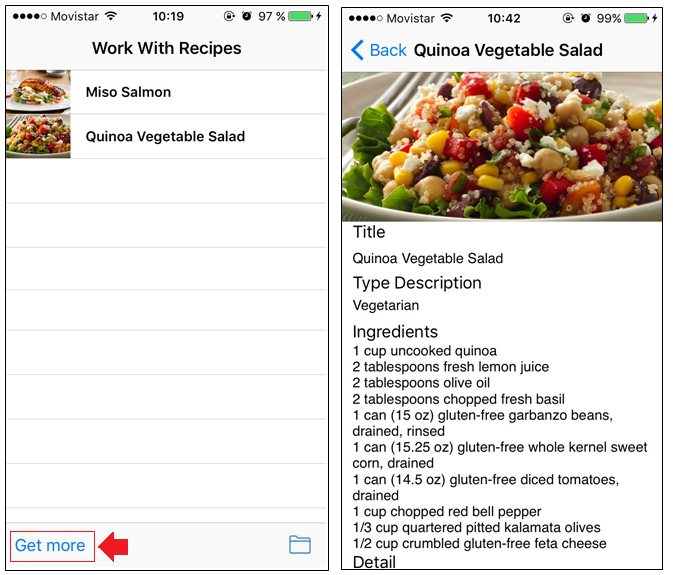 Movistar 10:19 97 %
Work With Recipes
Miso Salmon
Quinoa Vegetable Salad
Get more
Movistar 10:42 99%
Back Quinoa Vegetable Salad
Title
Quinoa Vegetable Salad
Type Description
Vegetarian
Ingredients
1 cup uncooked quinoa
2 tablespoons fresh lemon juice
2 tablespoons olive oil
2 tablespoons chopped fresh basil
1 can (15 oz) gluten-free garbanzo beans,
drained, rinsed
1 can (15.25 oz) gluten-free whole kernel sweet
corn, drained
1 can (14.5 oz) gluten-free diced tomatoes,
drained
1 cup chopped red bell pepper
1/3 cup quartered pitted kalamata olives
1/2 cup crumbled gluten-free feta cheese
Detail